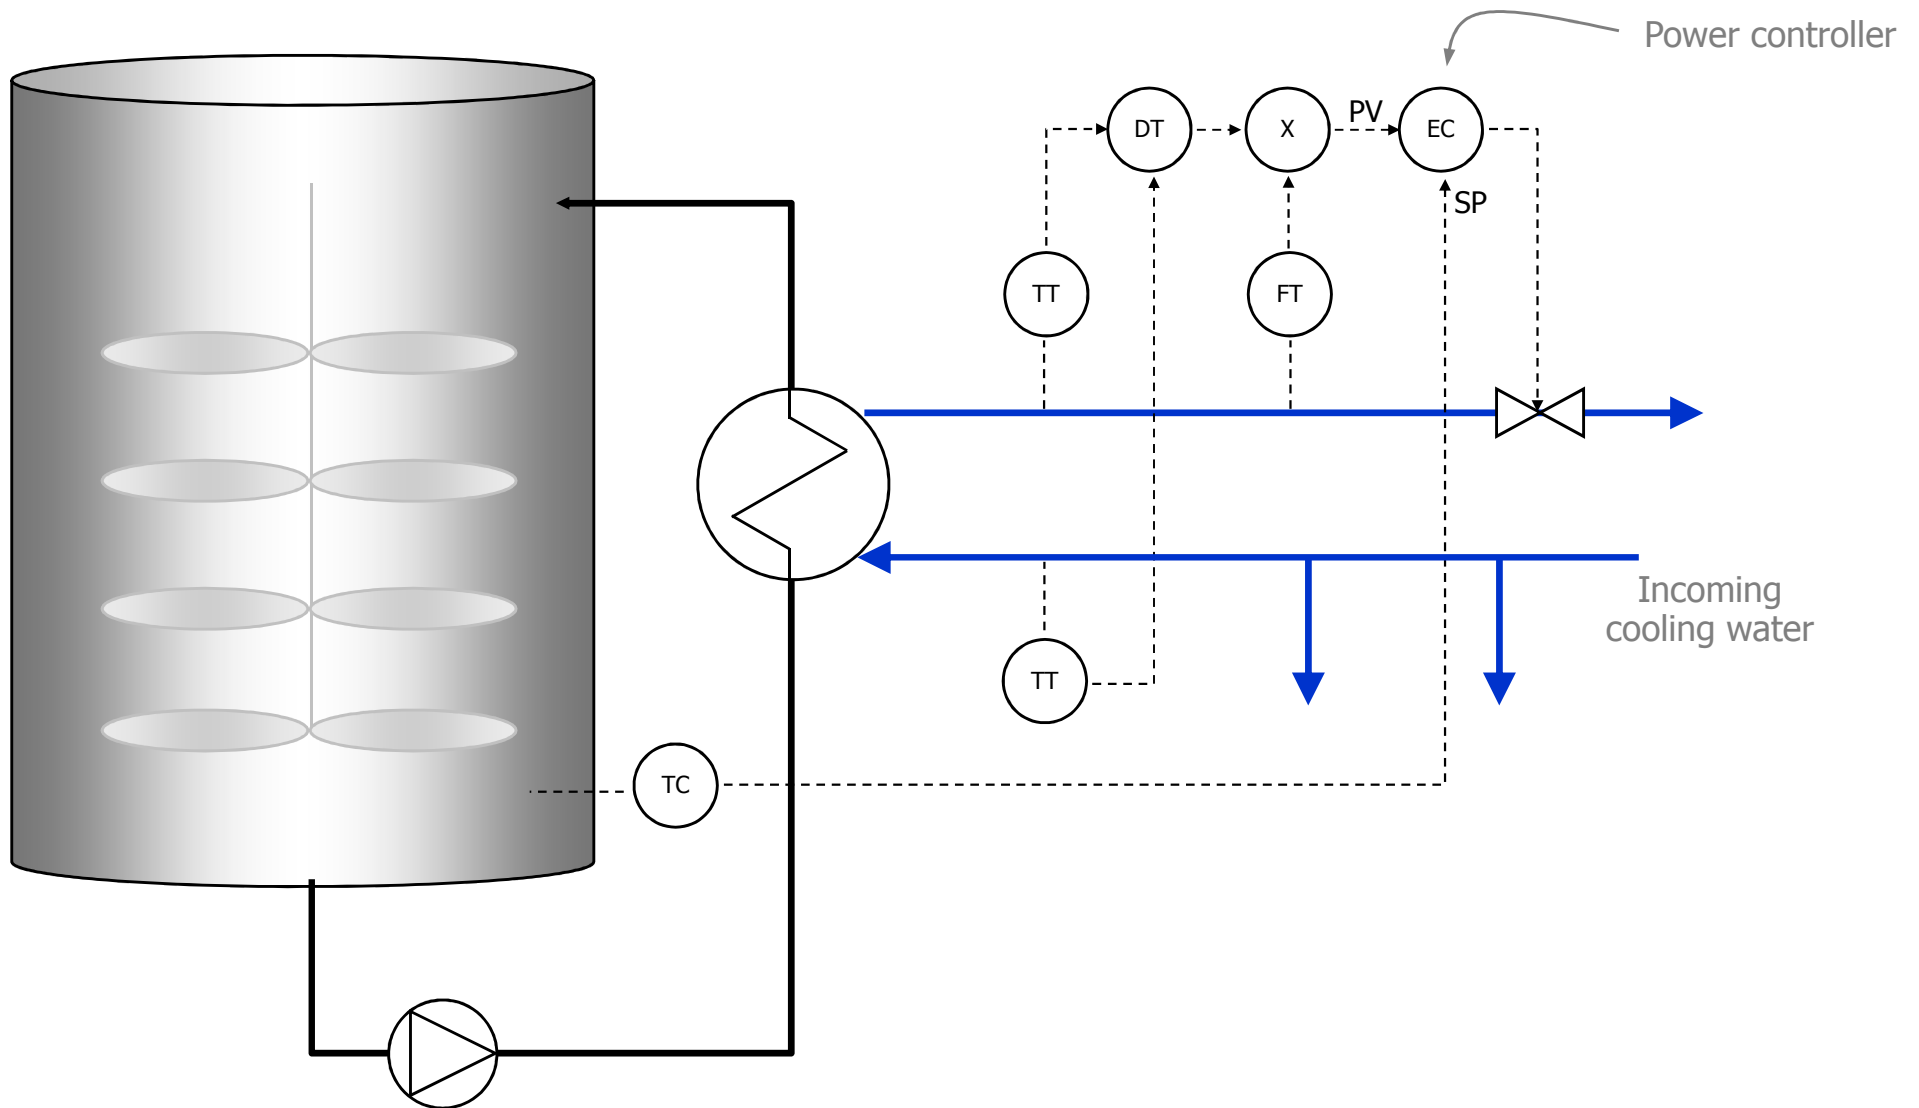 Power controller
DT
X
PV
EC
SP
TT
FT
Incoming
cooling water
TT
TC